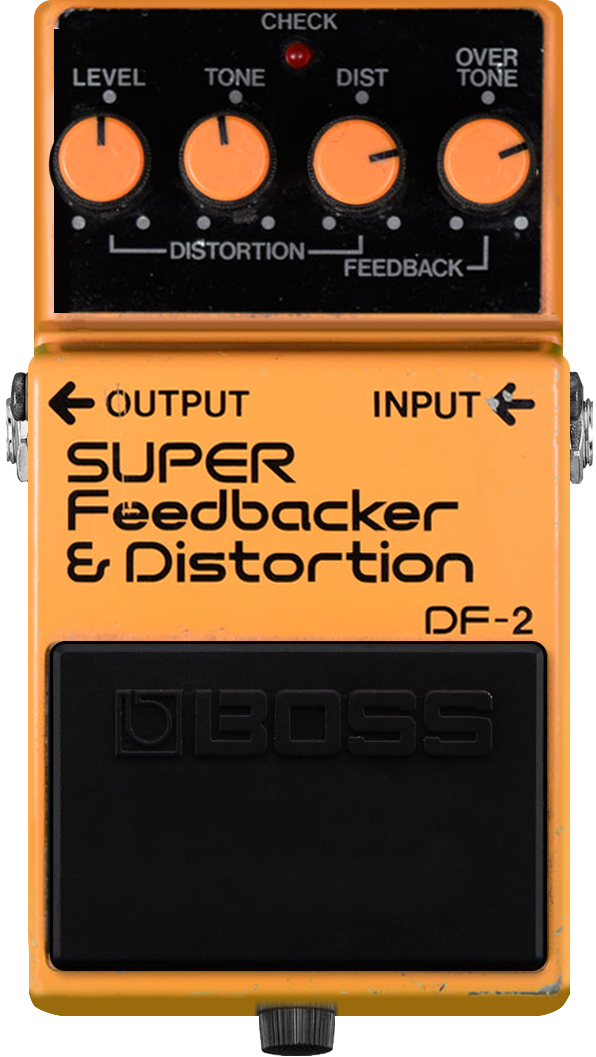 CHECK
LEVEL TONE DIST OVER TONE
DISTORTION
FEEDBACK
OUTPUT INPUT
SUPER
Feedbacker
& Distortion
DF-2
BOSS